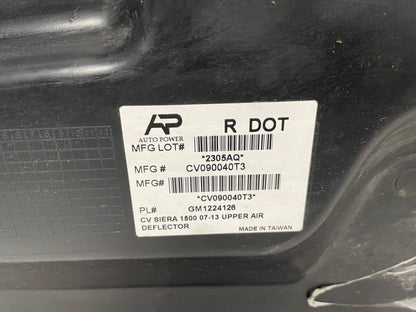 AP
AUTO POWER
R DOT
MFG LOT#
*2305AQ*
MFG # CV090040T3
MFG#
*CV090040T3*
PL# GM1224126
CV SIERA 1500 07-13 UPPER AIR
DEFLECTOR MADE IN TAIWAN